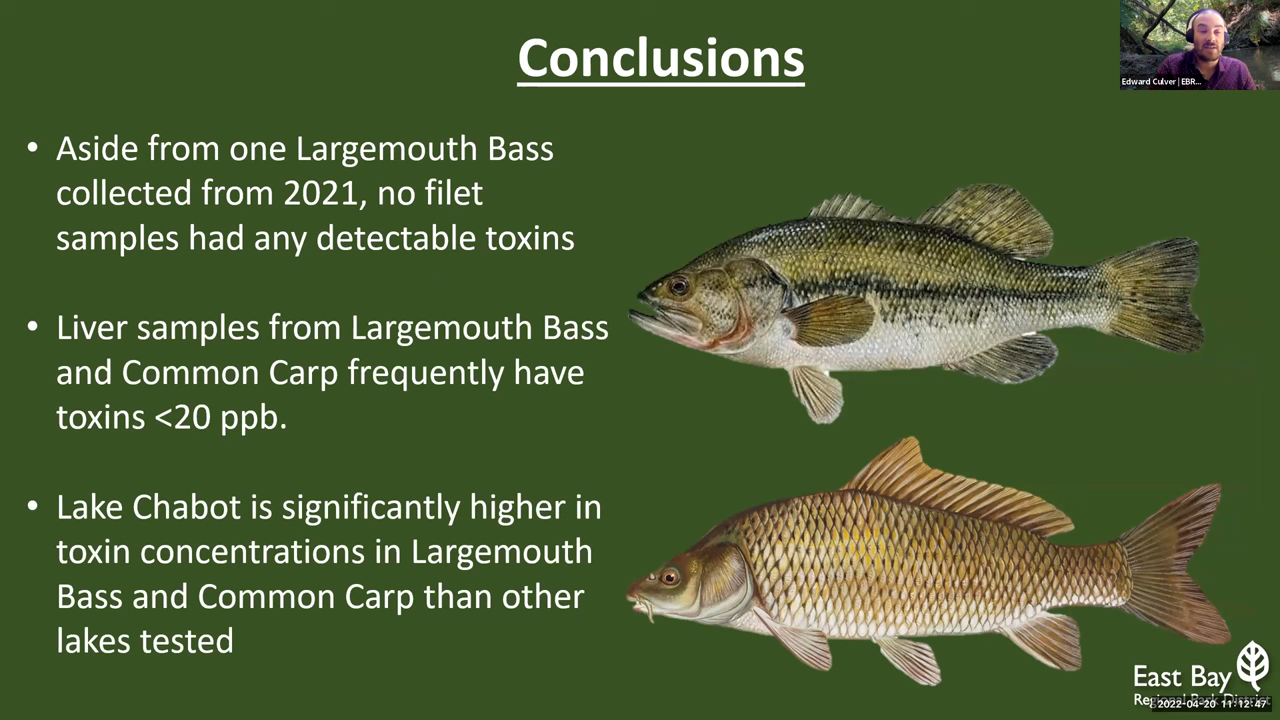 Conclusions
Edward Culver | EBR...
• Aside from one Largemouth Bass
collected from 2021, no filet
samples had any detectable toxins
• Liver samples from Largemouth Bass
and Common Carp frequently have
toxins <20 ppb.
• Lake Chabot is significantly higher in
toxin concentrations in Largemouth
Bass and Common Carp than other
lakes tested
East Bay
Regional Park District
2022-04-20 11:12:47